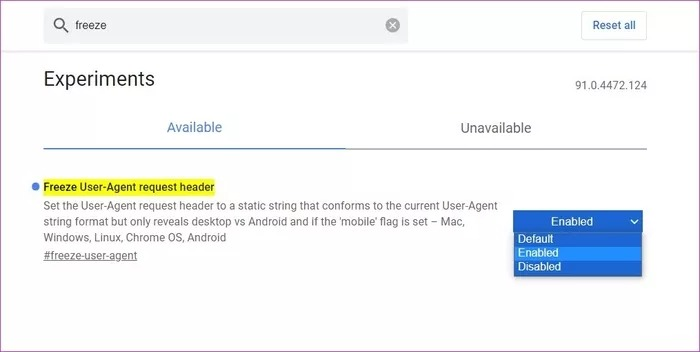 freeze
Reset all
Experiments
91.0.4472.124
Available
Unavailable
Freeze User-Agent request header
Set the User-Agent request header to a static string that conforms to the current User-Agent
string format but only reveals desktop vs Android and if the 'mobile' flag is set – Mac,
Windows, Linux, Chrome OS, Android
#freeze-user-agent
Enabled
Default
Enabled
Disabled